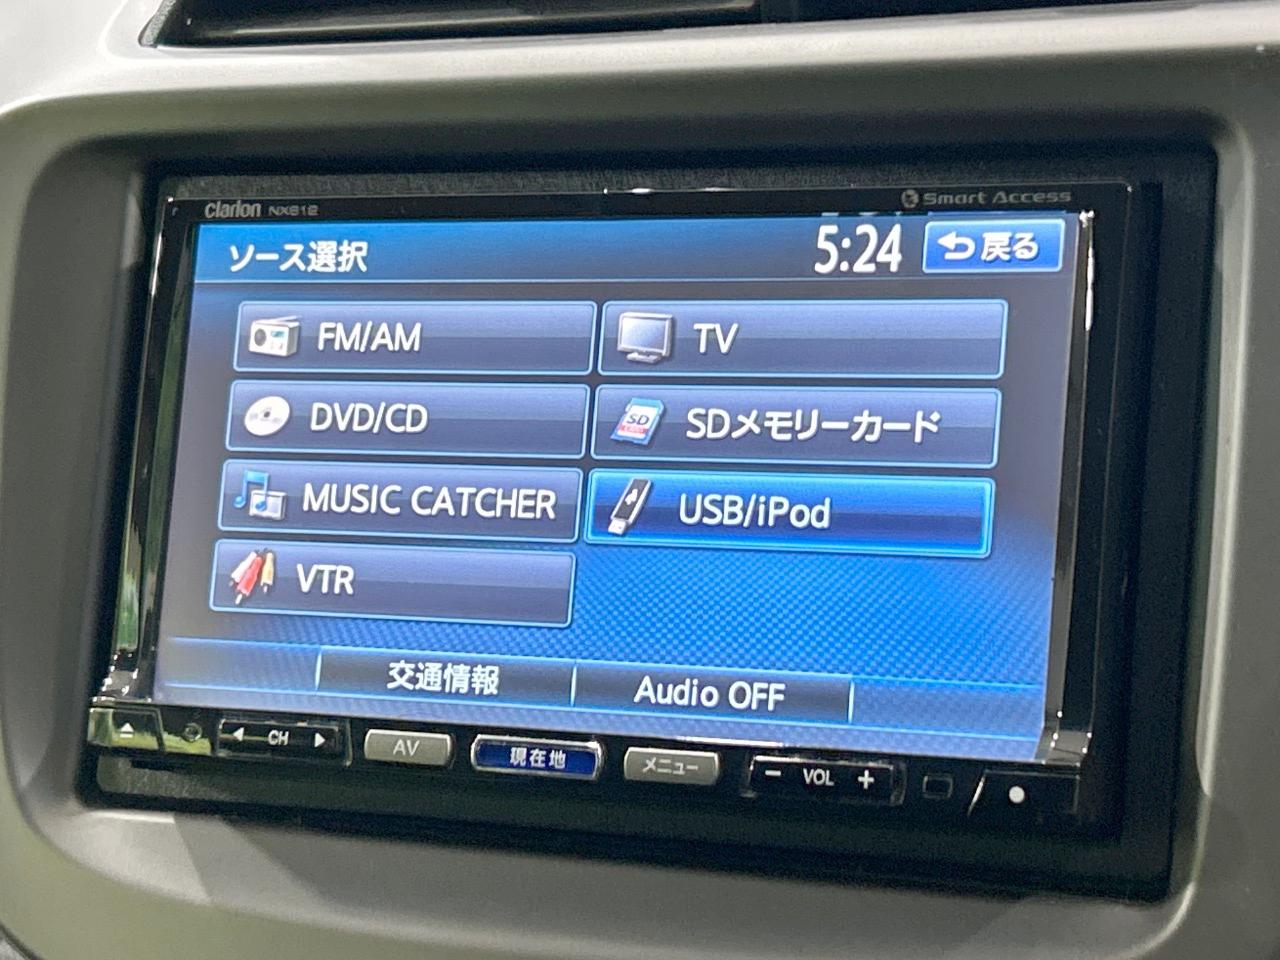 clarion NX812
Smart Access
ソース選択
5:24
戻る
FM/AM
TV
DVD/CD
SD
SDメモリーカード
MUSIC CATCHER
USB/iPod
VTR
交通情報
Audio OFF
CH
AV
現在地
メニュー
− VOL +